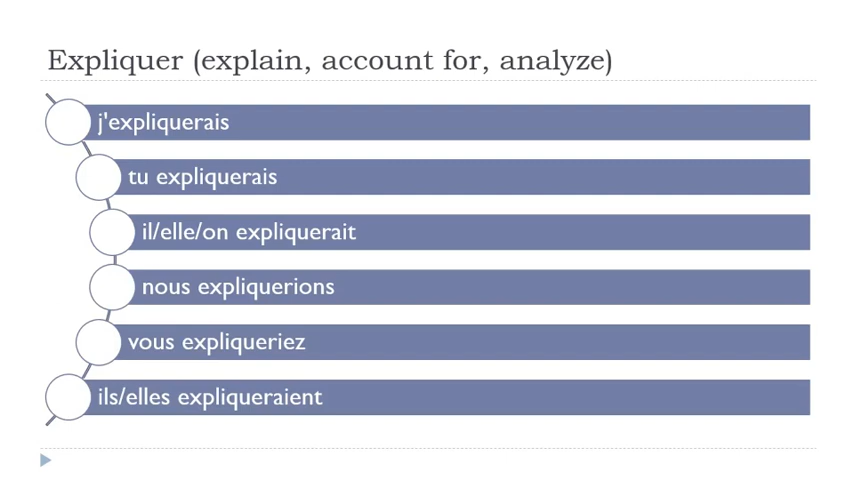 Expliquer (explain, account for, analyze)
j'expliquerais
tu expliquerais
il/elle/on expliquerait
nous expliquerions
vous expliqueriez
ils/elles expliqueraient